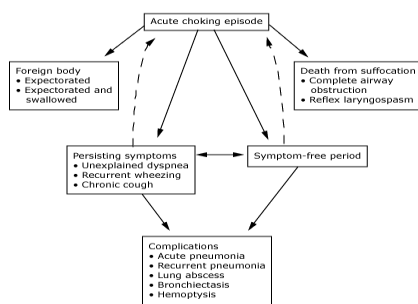 Acute choking episode
Foreign body
• Expectorated
• Expectorated and
swallowed
Death from suffocation
• Complete airway
obstruction
• Reflex laryngospasm
Persisting symptoms
• Unexplained dyspnea
• Recurrent wheezing
• Chronic cough
Symptom-free period
Complications
• Acute pneumonia
• Recurrent pneumonia
• Lung abscess
• Bronchiectasis
• Hemoptysis